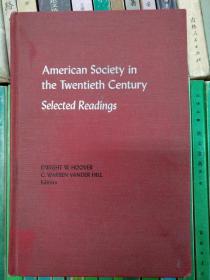 American Society in
the Twentieth Century
Selected Readings
DWIGHT W. HOOVER
C. WARREN VANDER HILL
Editors